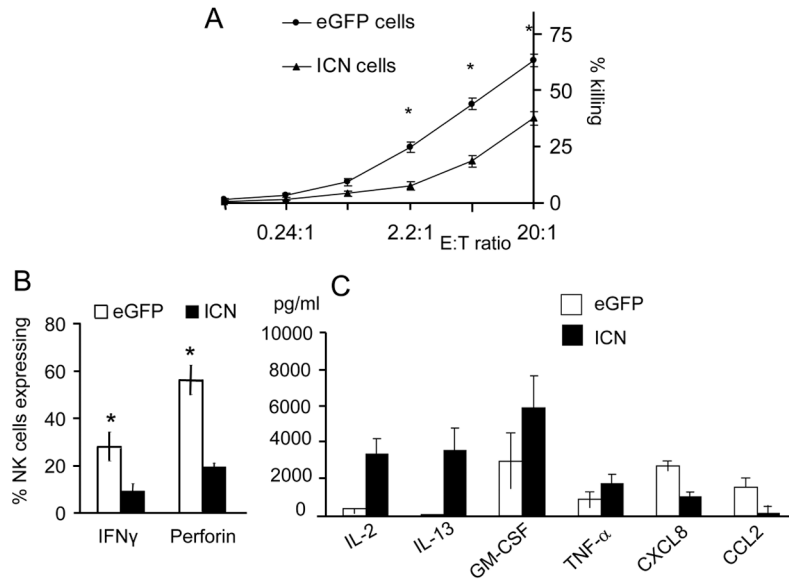 A
eGFP cells
ICN cells
*
*
*
75
50
25
0
% killing
0.24:1
2.2:1
E:T ratio
20:1
B
eGFP
ICN
% NK cells expressing
80
60
40
20
0
*
*
IFNγ
Perforin
C
pg/ml
eGFP
ICN
10000
8000
6000
4000
2000
0
IL-2
IL-13
GM-CSF
TNF-α
CXCL8
CCL2